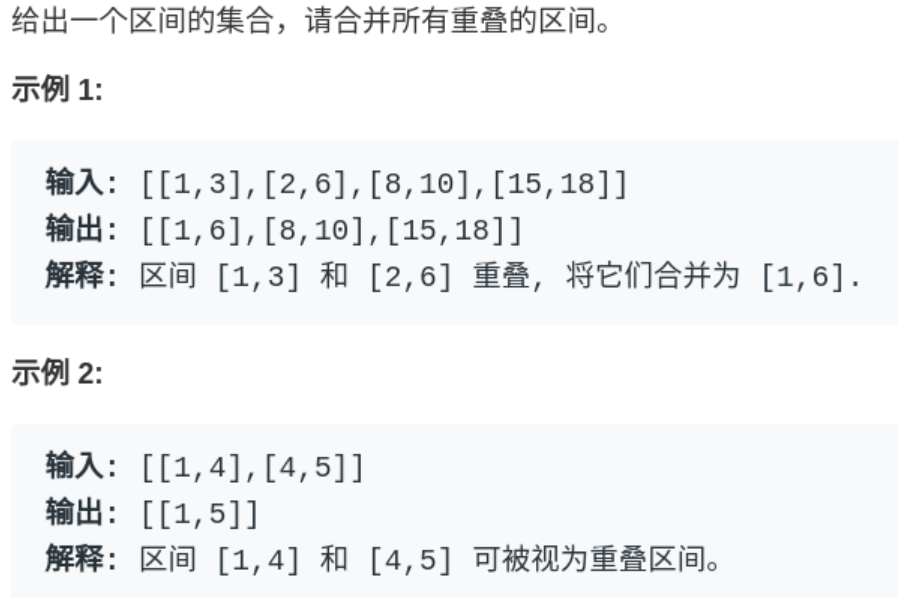 给出一个区间的集合，请合并所有重叠的区间。
示例 1:
输入: [[1,3],[2,6],[8,10],[15,18]]
输出: [[1,6],[8,10],[15,18]]
解释: 区间 [1,3] 和 [2,6] 重叠, 将它们合并为 [1,6].
示例 2:
输入: [[1,4],[4,5]]
输出: [[1,5]]
解释: 区间 [1,4] 和 [4,5] 可被视为重叠区间。